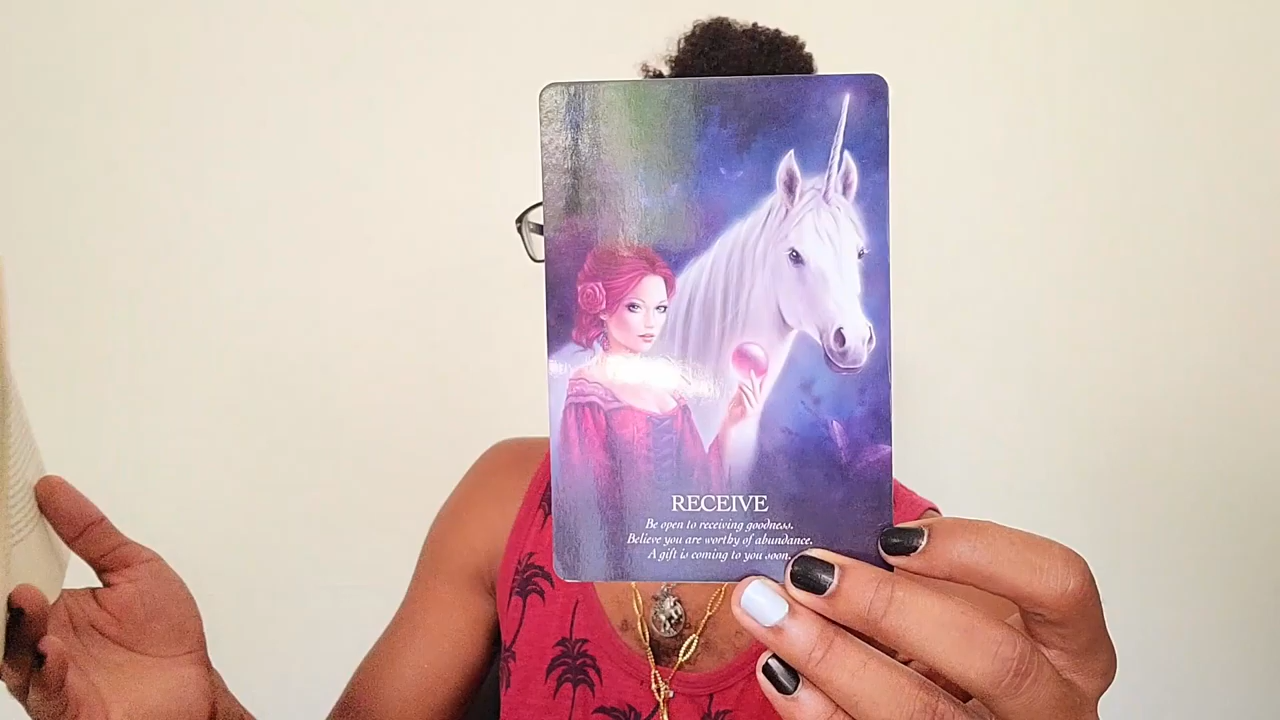 RECEIVE
Be open to receiving goodness.
Believe you are worthy of abundance.
A gift is coming to you soon.